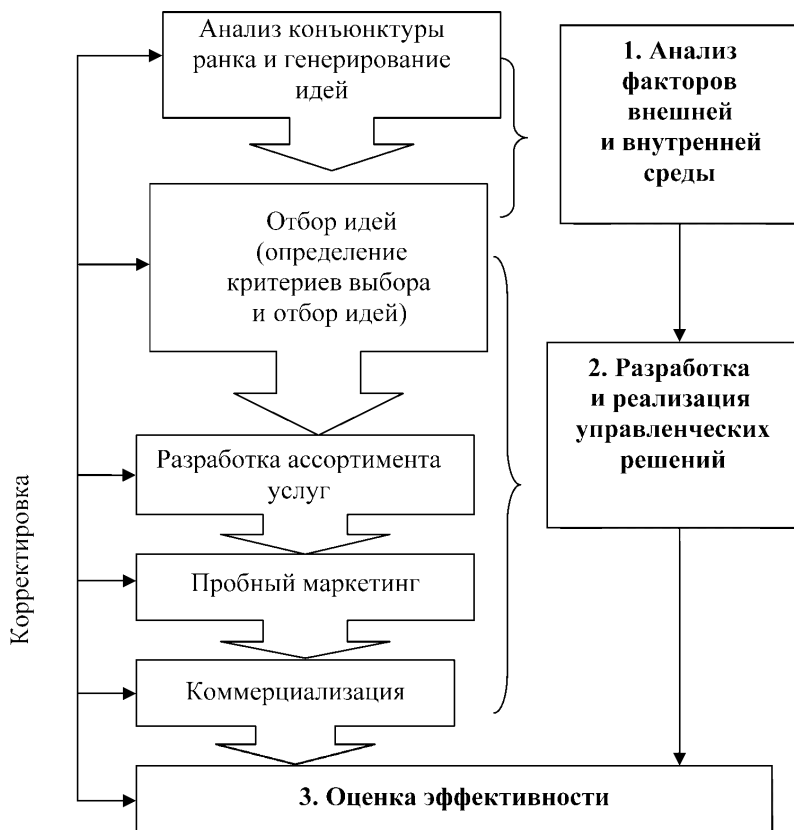 Анализ конъюнктуры
ранка и генерирование
идей
1. Анализ
факторов
внешней
и внутренней
среды
Отбор идей
(определение
критериев выбора
и отбор идей)
2. Разработка
и реализация
управленческих
решений
Разработка ассортимента
услуг
Пробный маркетинг
Коммерциализация
3. Оценка эффективности
Корректировка